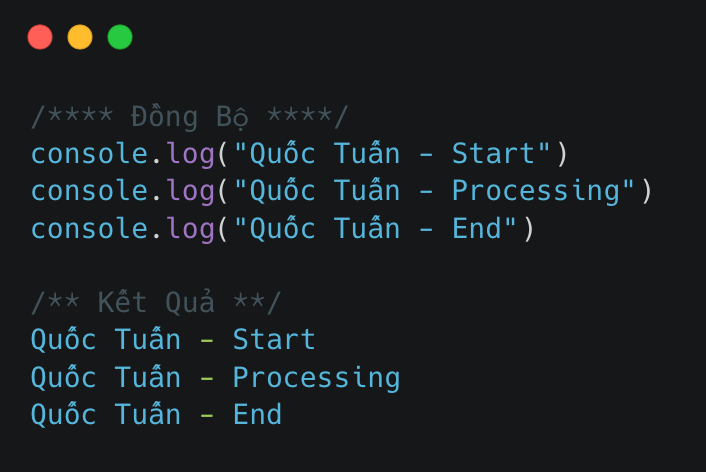 /**** Đồng Bộ ****/
console.log("Quốc Tuấn - Start")
console.log("Quốc Tuấn - Processing")
console.log("Quốc Tuấn - End")
/** Kết Quả **/
Quốc Tuấn - Start
Quốc Tuấn - Processing
Quốc Tuấn - End